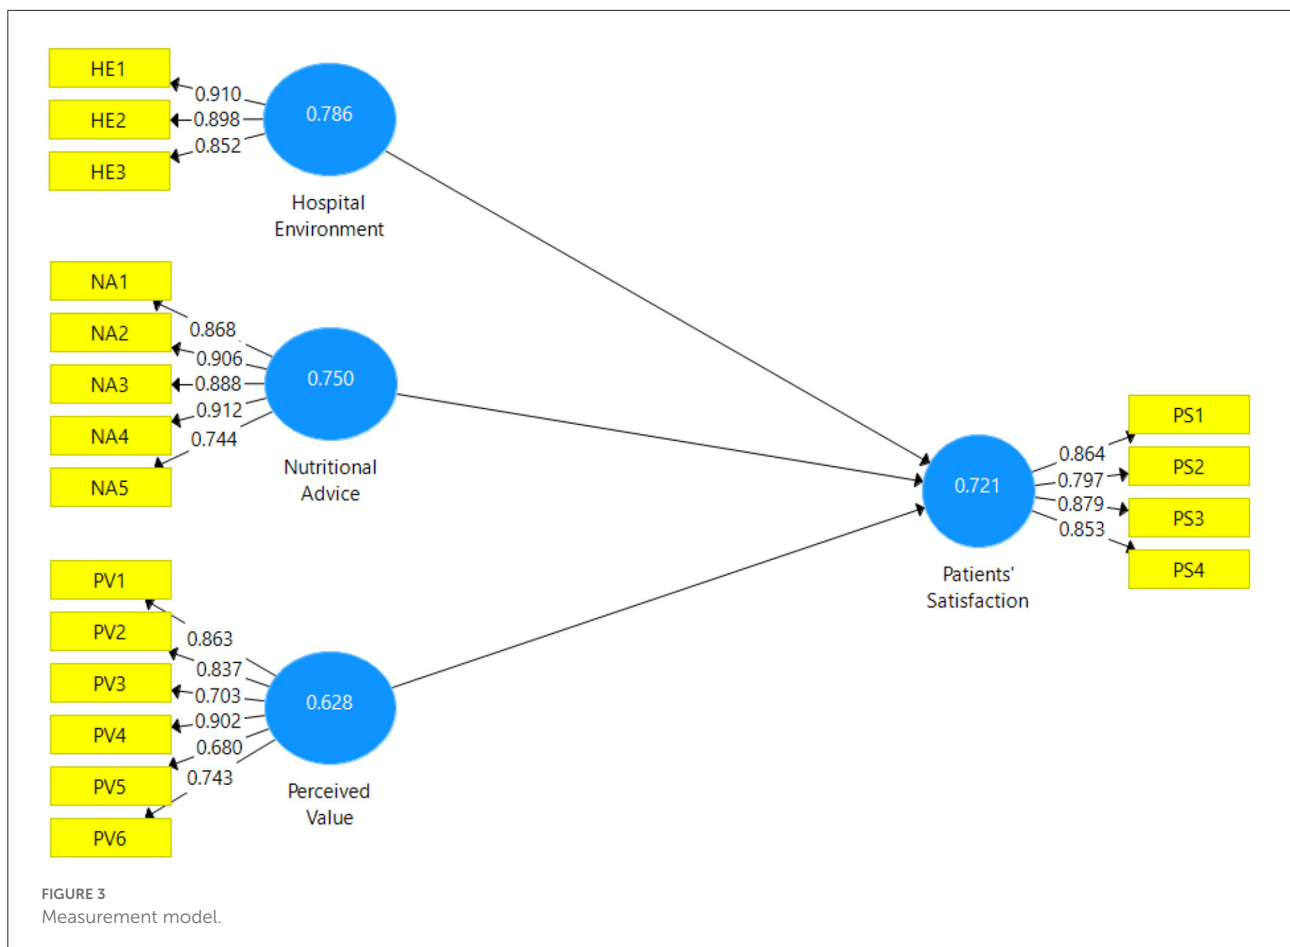 HE1
HE2
HE3
0.910
0.898
0.852
0.786
Hospital
Environment
NA1
NA2
NA3
NA4
NA5
0.868
0.906
0.888
0.912
0.744
0.750
Nutritional
Advice
PV1
PV2
PV3
PV4
PV5
PV6
0.863
0.837
0.703
0.902
0.680
0.743
0.628
Perceived
Value
0.721
Patients'
Satisfaction
0.864
0.797
0.879
0.853
PS1
PS2
PS3
PS4
FIGURE 3
Measurement model.